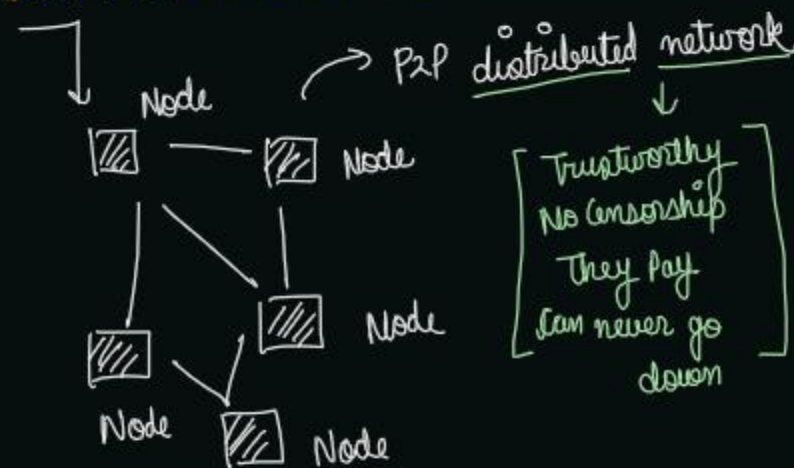 P2P distributed network
Node
Node
Trustworthy
No Censorship
They Pay
Can never go
down
Node
Node
Node